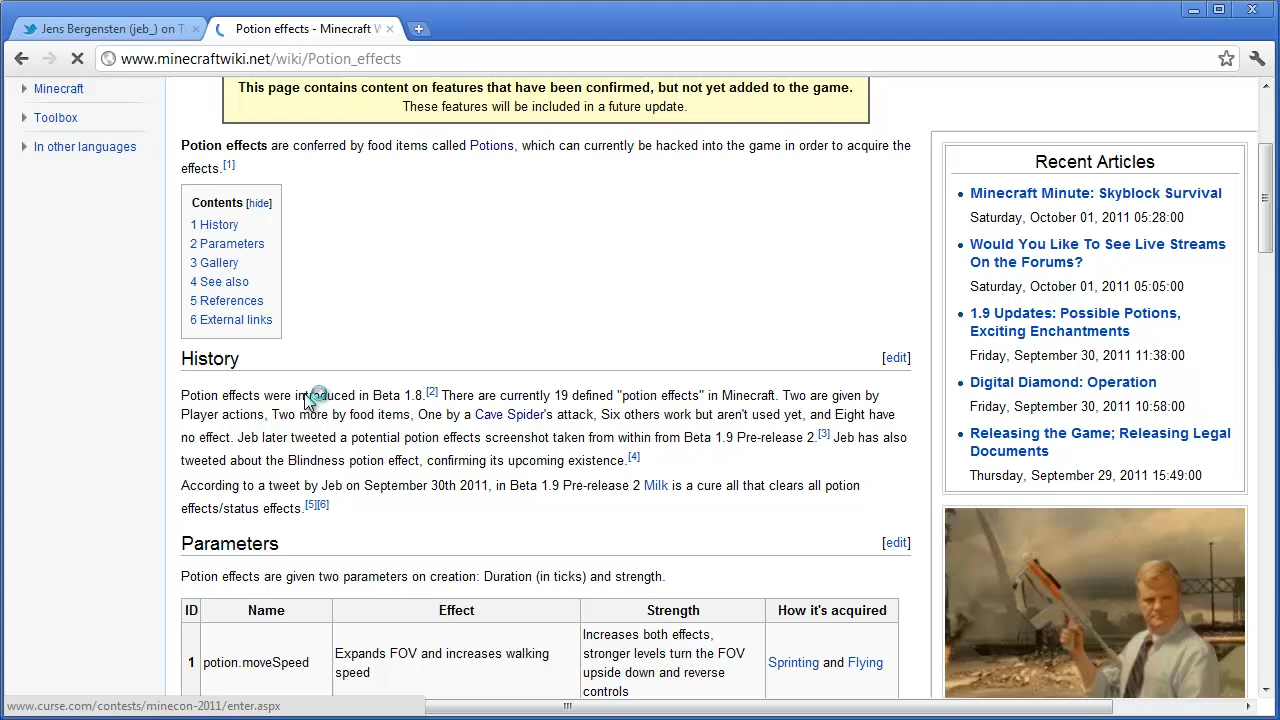 Jens Bergensten (jeb_) on T
Potion effects - Minecraft W
www.minecraftwiki.net/wiki/Potion_effects
Minecraft
Toolbox
In other languages
This page contains content on features that have been confirmed, but not yet added to the game.
These features will be included in a future update.
Potion effects are conferred by food items called Potions, which can currently be hacked into the game in order to acquire the
effects.[1]
Contents [hide]
1 History
2 Parameters
3 Gallery
4 See also
5 References
6 External links
History
[edit]
Potion effects were introduced in Beta 1.8.[2] There are currently 19 defined "potion effects" in Minecraft. Two are given by
Player actions, Two more by food items, One by a Cave Spider's attack, Six others work but aren't used yet, and Eight have
no effect. Jeb later tweeted a potential potion effects screenshot taken from within from Beta 1.9 Pre-release 2.[3] Jeb has also
tweeted about the Blindness potion effect, confirming its upcoming existence.[4]
According to a tweet by Jeb on September 30th 2011, in Beta 1.9 Pre-release 2 Milk is a cure all that clears all potion
effects/status effects.[5][6]
Parameters
[edit]
Potion effects are given two parameters on creation: Duration (in ticks) and strength.
ID Name Effect Strength How it's acquired
1 potion.moveSpeed
Expands FOV and increases walking
speed
Increases both effects,
stronger levels turn the FOV
upside down and reverse
controls
Sprinting and Flying
Recent Articles
Minecraft Minute: Skyblock Survival
Saturday, October 01, 2011 05:28:00
Would You Like To See Live Streams
On the Forums?
Saturday, October 01, 2011 05:05:00
1.9 Updates: Possible Potions,
Exciting Enchantments
Friday, September 30, 2011 11:38:00
Digital Diamond: Operation
Friday, September 30, 2011 10:58:00
Releasing the Game; Releasing Legal
Documents
Thursday, September 29, 2011 15:49:00
www.curse.com/contests/minecon-2011/enter.aspx